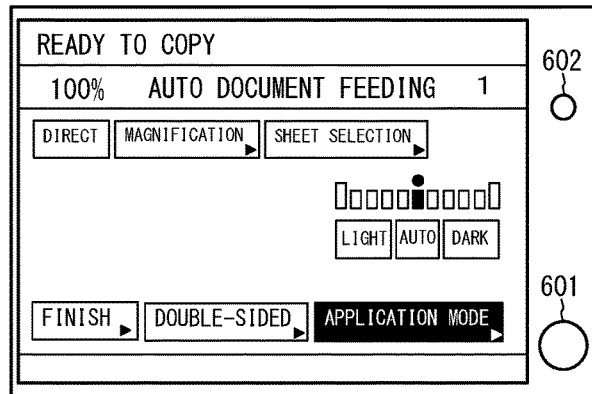 READY TO COPY
100% AUTO DOCUMENT FEEDING 1
602
DIRECT MAGNIFICATION SHEET SELECTION
LIGHT AUTO DARK
601
FINISH DOUBLE-SIDED APPLICATION MODE